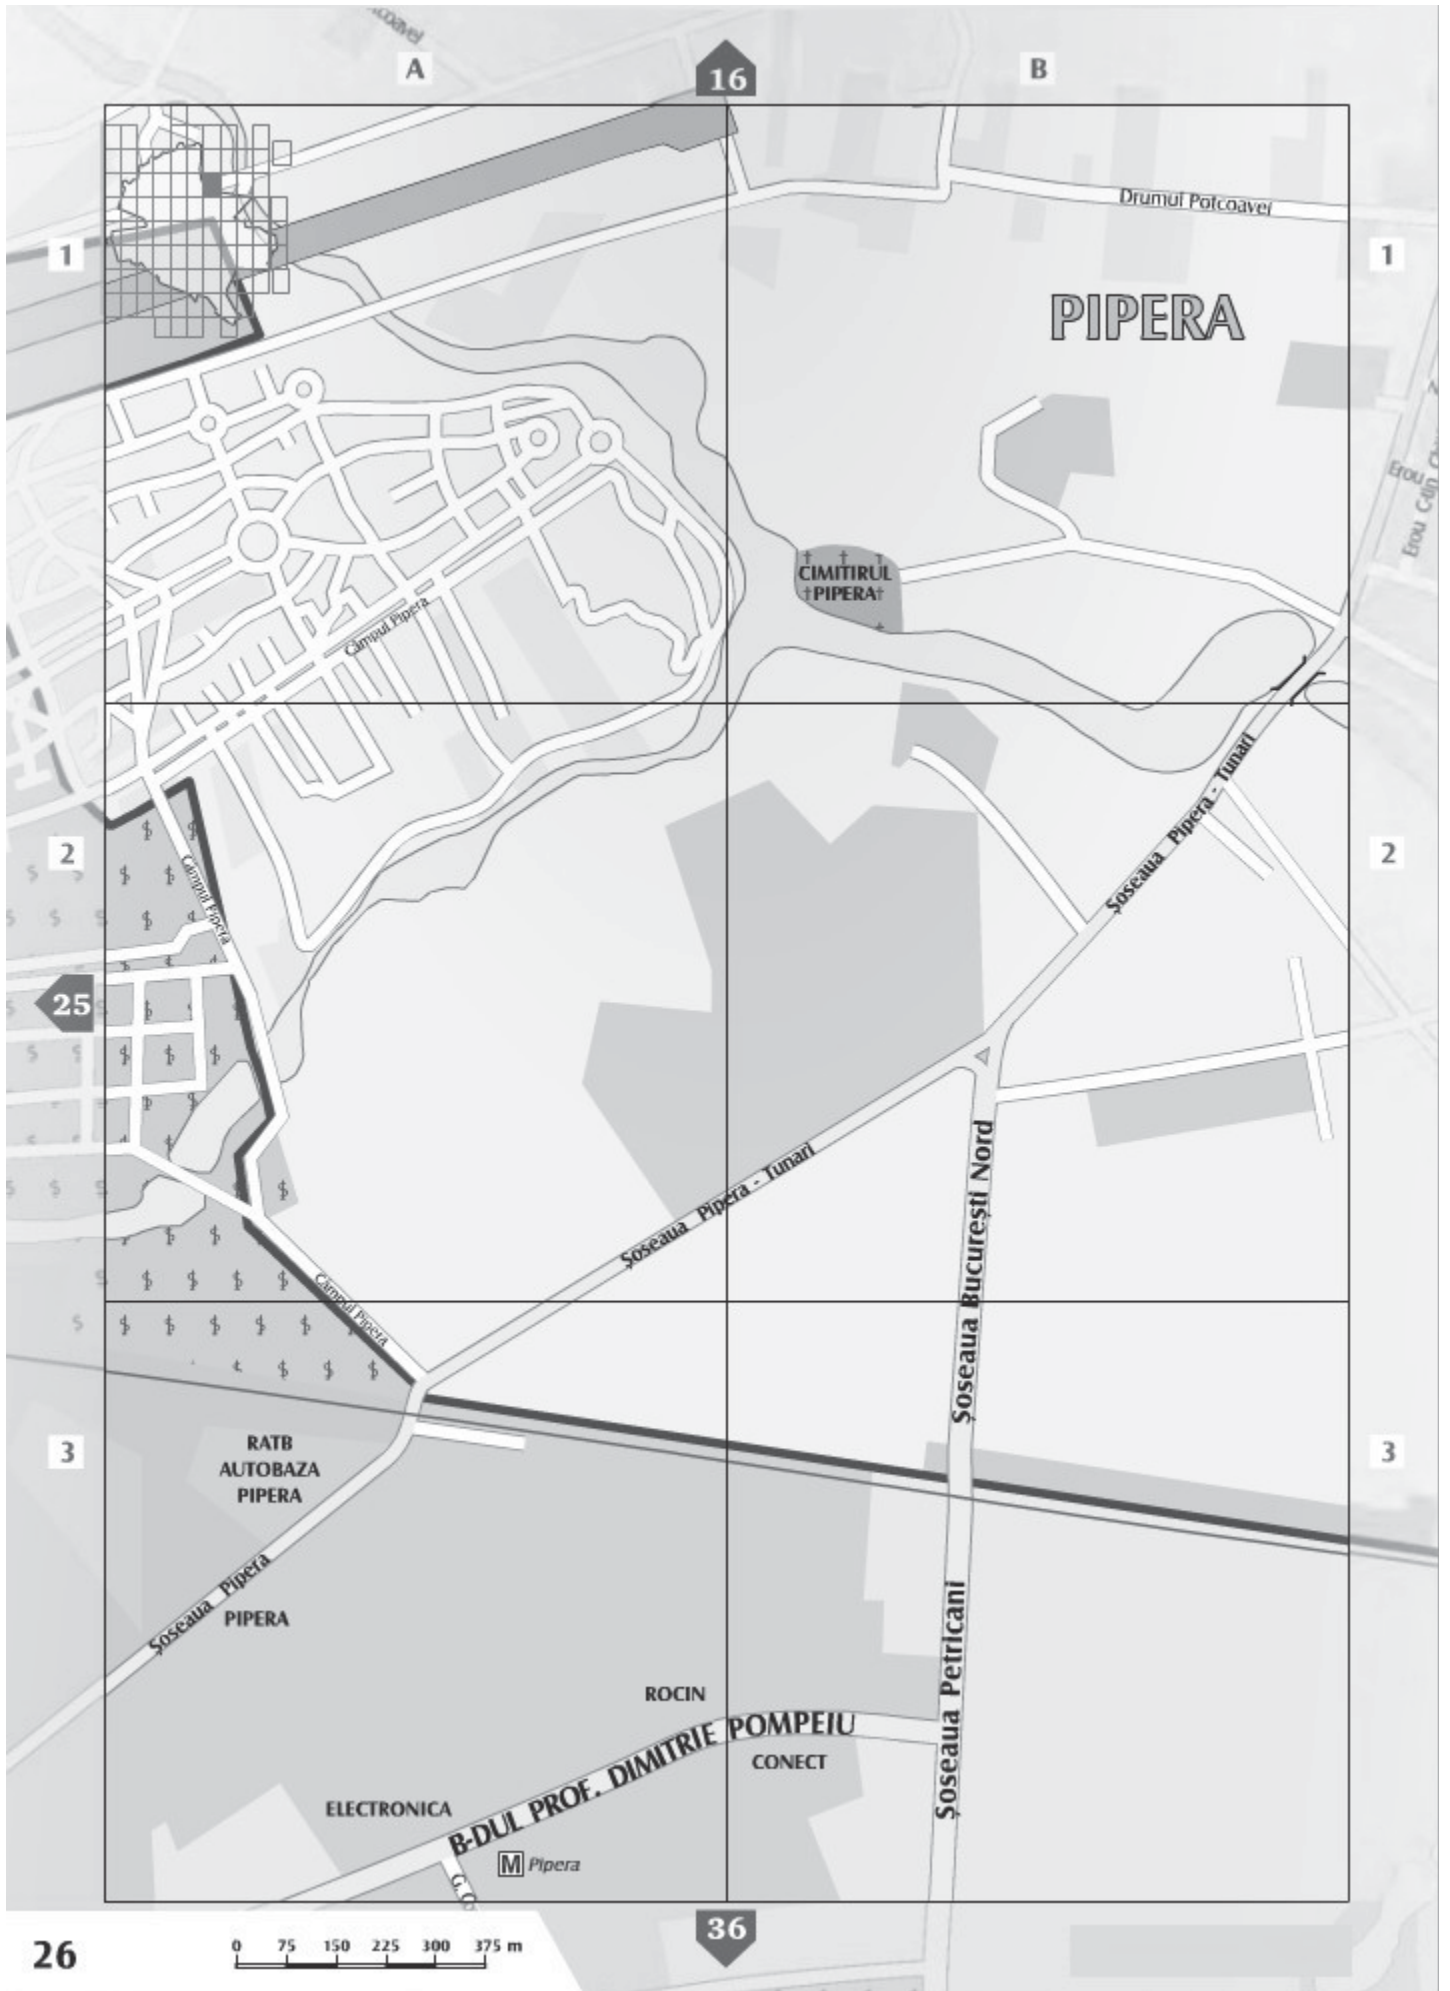 A
16
B
Drumul Potcoavei
1
1
PIPERA
Erou
CIMITIRUL
PIPERA
Câmpul Pipera
Șoseaua Pipera - Tunari
2
2
Câmpul Pipera
25
Șoseaua București Nord
Șoseaua Pipera - Tunari
Câmpul Pipera
3
3
RATB
AUTOBAZA
PIPERA
Șoseaua Pipera
PIPERA
Șoseaua Petricani
ROCIN
B-DUL PROF. DIMITRIE POMPEIU
CONECT
ELECTRONICA
M Pipera
36
26
0 75 150 225 300 375 m